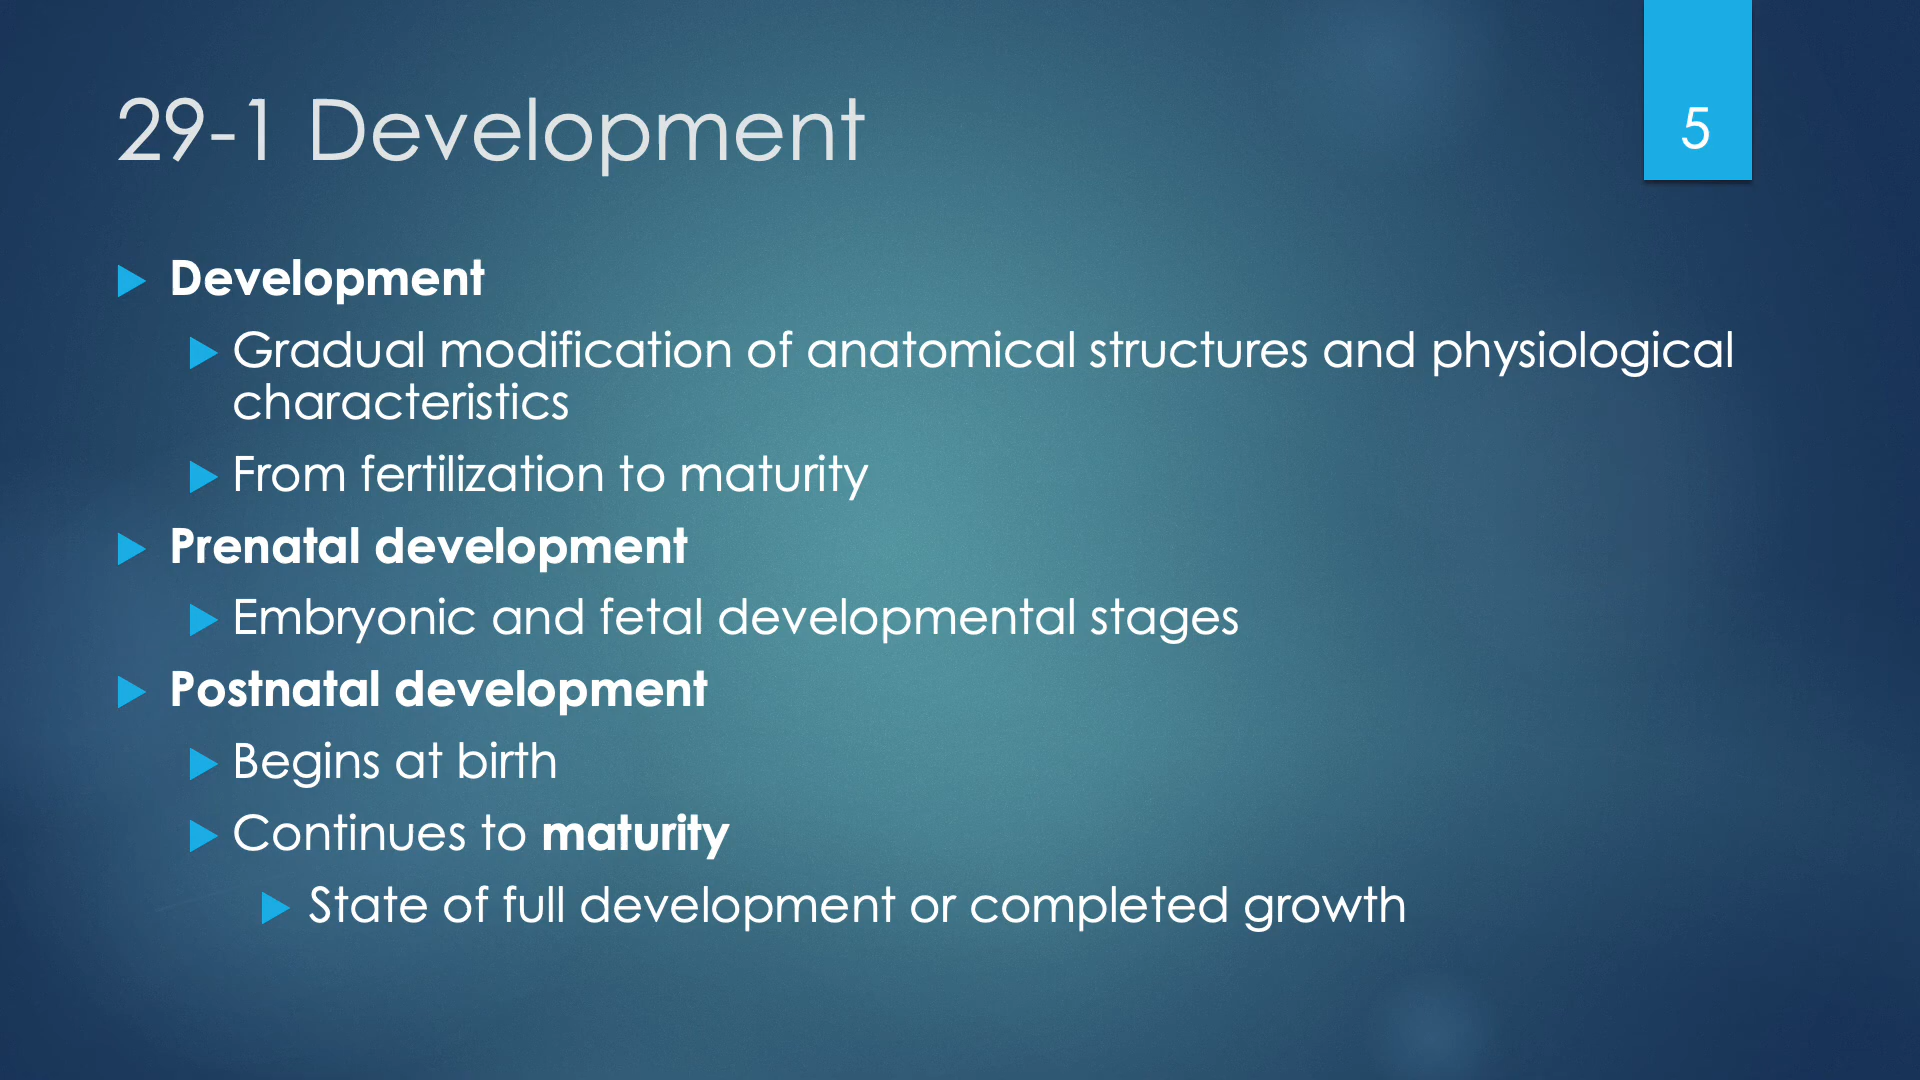 29-1 Development
5
Development
Gradual modification of anatomical structures and physiological
characteristics
From fertilization to maturity
Prenatal development
Embryonic and fetal developmental stages
Postnatal development
Begins at birth
Continues to maturity
State of full development or completed growth